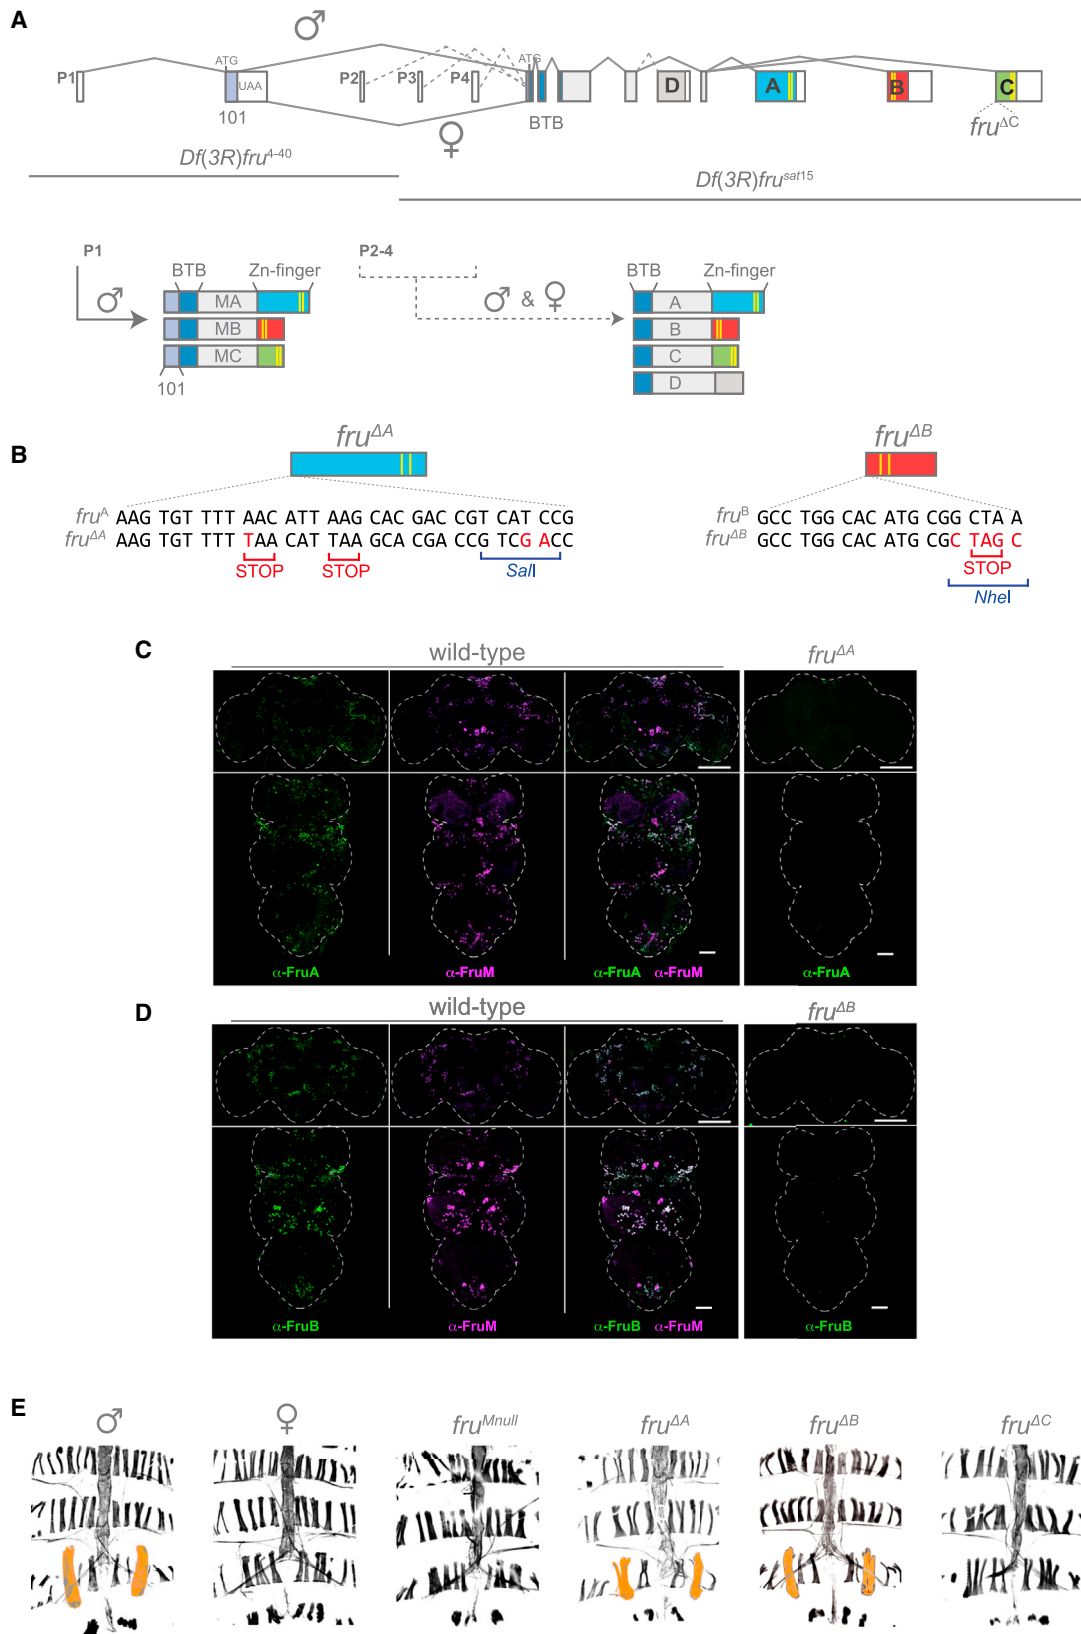 A
♂
P1
ATG
UAA
101
P2
P3
P4
ATG
BTB
D
A
B
C
fruΔC
♀
Df(3R)fru4-40
Df(3R)frusat15
P1
♂
BTB
Zn-finger
MA
MB
MC
101
P2-4
♂ & ♀
BTB
Zn-finger
A
B
C
D
B
fruΔA
fruA AAG TGT TTT AAC ATT AAG CAC GAC CGT CAT CCG
fruΔA AAG TGT TTT TAA CAT TAA GCA CGA CCG TCG ACC
STOP
STOP
SalI
fruΔB
fruB GCC TGG CAC ATG CGG CTA A
fruΔB GCC TGG CAC ATG CGC TAG C
STOP
NheI
C
wild-type
fruΔA
α-FruA
α-FruM
α-FruA α-FruM
α-FruA
D
wild-type
fruΔB
α-FruB
α-FruM
α-FruB α-FruM
α-FruB
E
♂
♀
fruMnull
fruΔA
fruΔB
fruΔC